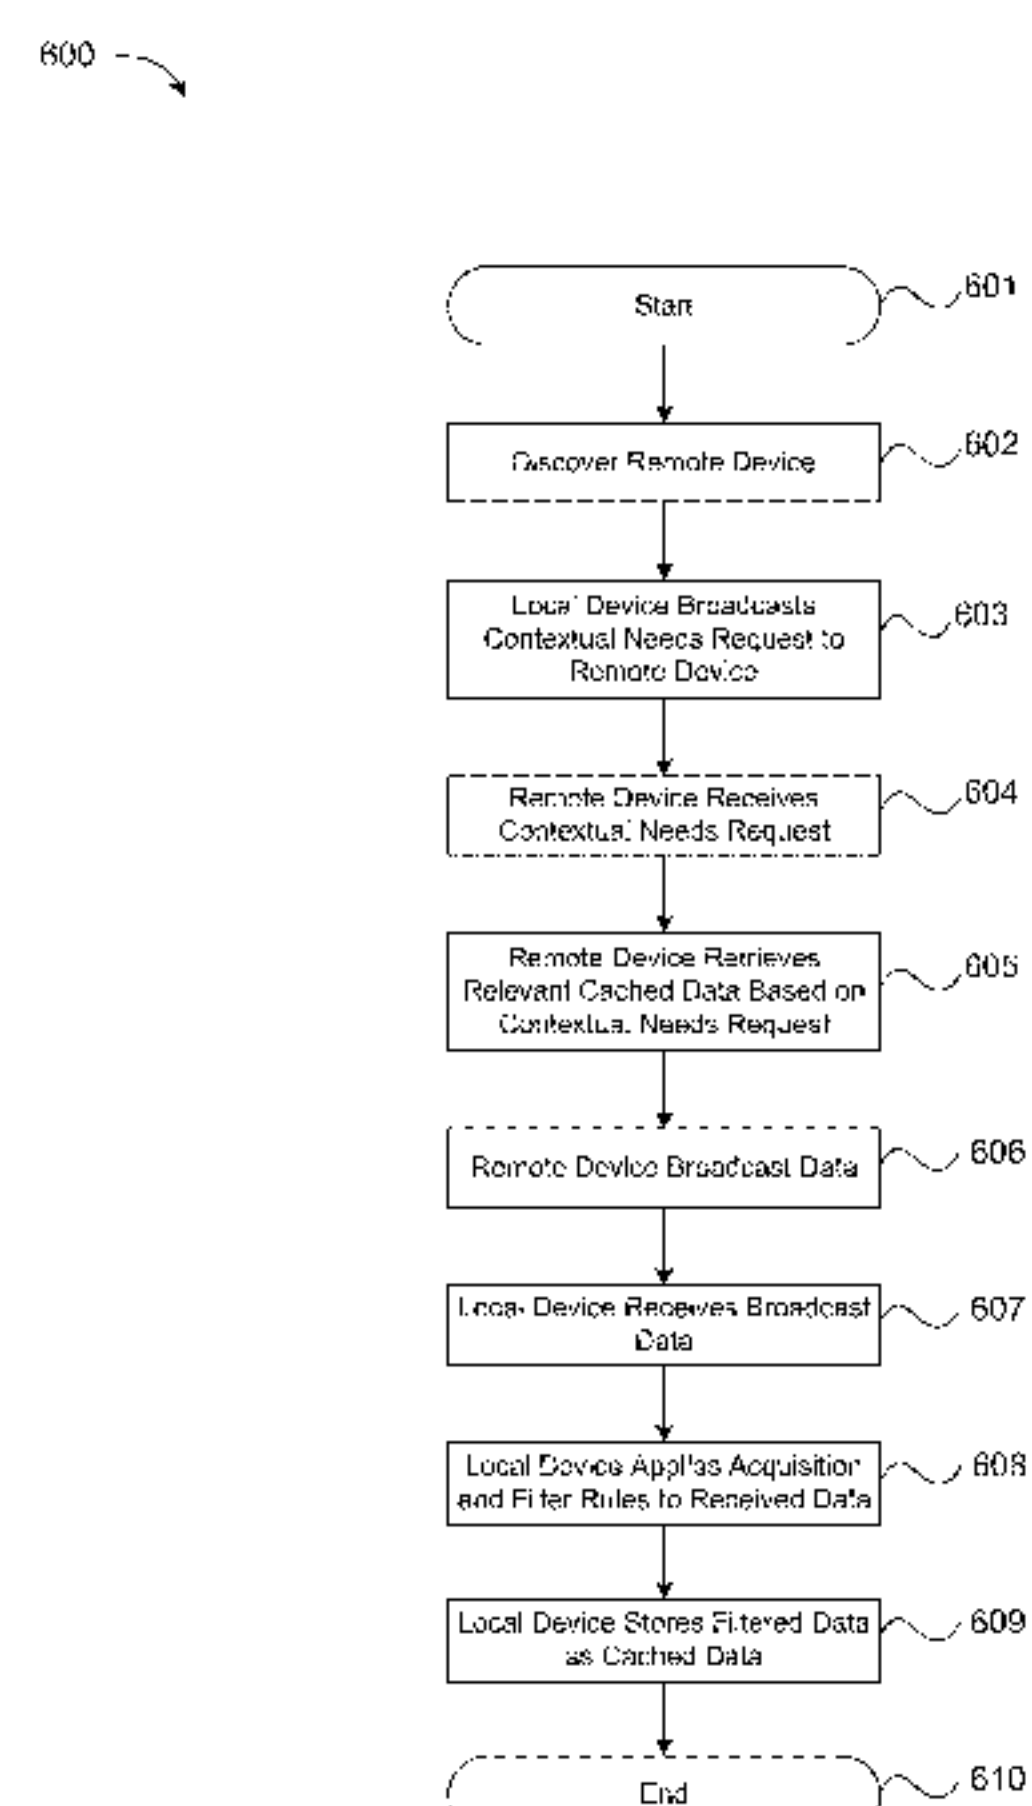 600
Start
601
Discover Remote Device
602
Local Device Broadcasts
Contextual Needs Request to
Remote Device
603
Remote Device Receives
Contextual Needs Request
604
Remote Device Retrieves
Relevant Cached Data Based on
Contextual Needs Request
605
Remote Device Broadcast Data
606
Local Device Receives Broadcast
Data
607
Local Device Applies Acquisition
and Filter Rules to Received Data
608
Local Device Stores Filtered Data
as Cached Data
609
End
610